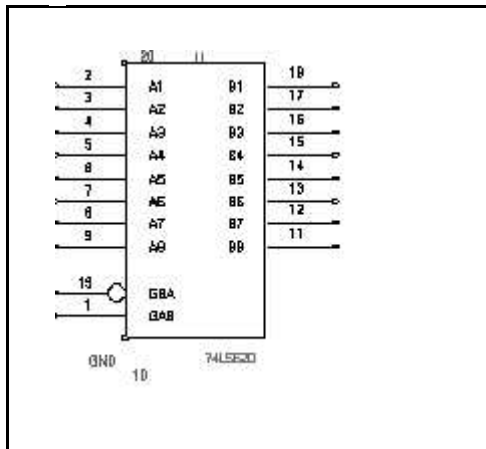 20
2 A1 B1 18
3 A2 B2 17
4 A3 B3 16
5 A4 B4 15
6 A5 B5 14
7 A6 B6 13
8 A7 B7 12
9 A8 B8 11
19 GBA
1 GAB
GND 74LS620
10